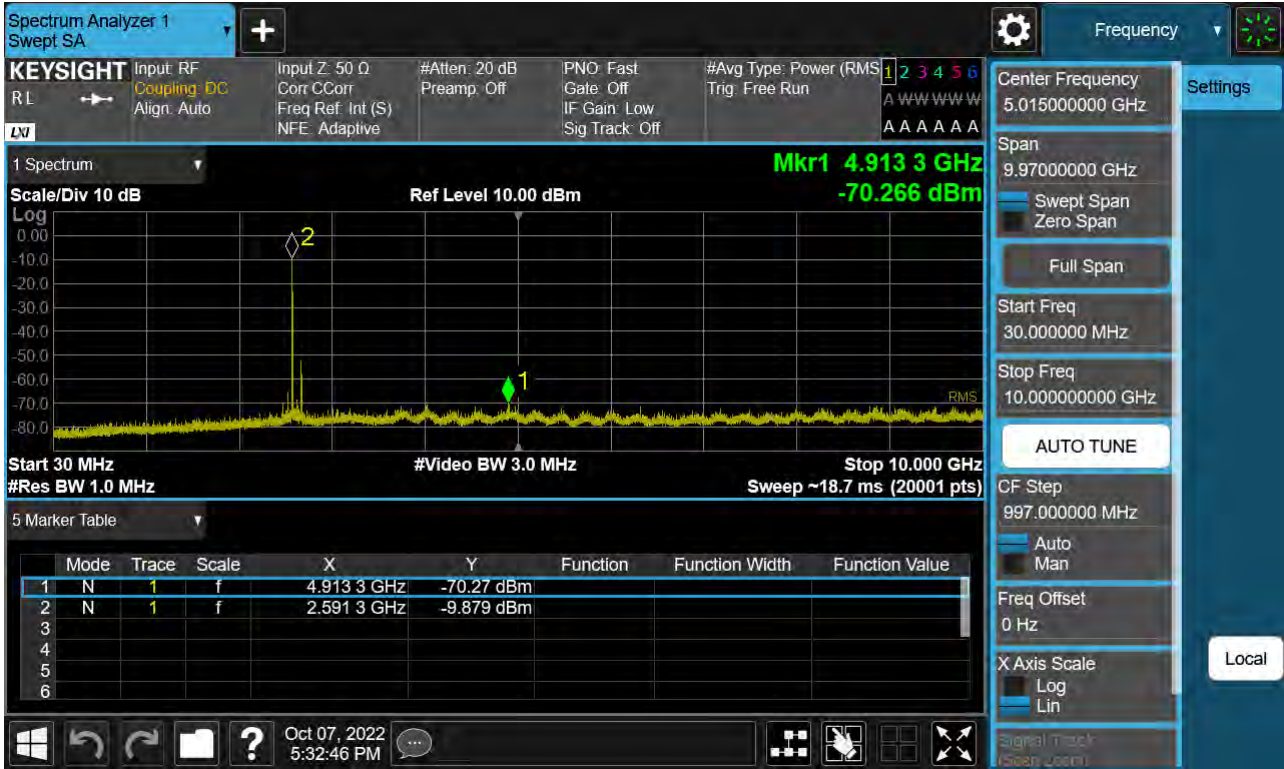 Spectrum Analyzer 1
Swept SA
Frequency
KEYSIGHT
R L
LXI
Input: RF
Coupling: DC
Align: Auto
Input Z: 50 Ω
Corr CCorr
Freq Ref: Int (S)
NFE: Adaptive
#Atten: 20 dB
Preamp: Off
PNO: Fast
Gate: Off
IF Gain: Low
Sig Track: Off
#Avg Type: Power (RMS
Trig: Free Run
1 2 3 4 5 6
A W W W W W
A A A A A A
1 Spectrum
Mkr1 4.913 3 GHz
-70.266 dBm
Scale/Div 10 dB
Ref Level 10.00 dBm
Log
0.00
-10.0
-20.0
-30.0
-40.0
-50.0
-60.0
-70.0
-80.0
2
1
RMS
Start 30 MHz
#Video BW 3.0 MHz
Stop 10.000 GHz
#Res BW 1.0 MHz
Sweep ~18.7 ms (20001 pts)
5 Marker Table
Mode Trace Scale X Y Function Function Width Function Value
1 N 1 f 4.913 3 GHz -70.27 dBm
2 N 1 f 2.591 3 GHz -9.879 dBm
3
4
5
6
Oct 07, 2022
5:32:46 PM
Center Frequency
5.015000000 GHz
Span
9.97000000 GHz
Swept Span
Zero Span
Full Span
Start Freq
30.000000 MHz
Stop Freq
10.000000000 GHz
AUTO TUNE
CF Step
997.000000 MHz
Auto
Man
Freq Offset
0 Hz
X Axis Scale
Log
Lin
Signal Track
(Span Zoom)
Settings
Local